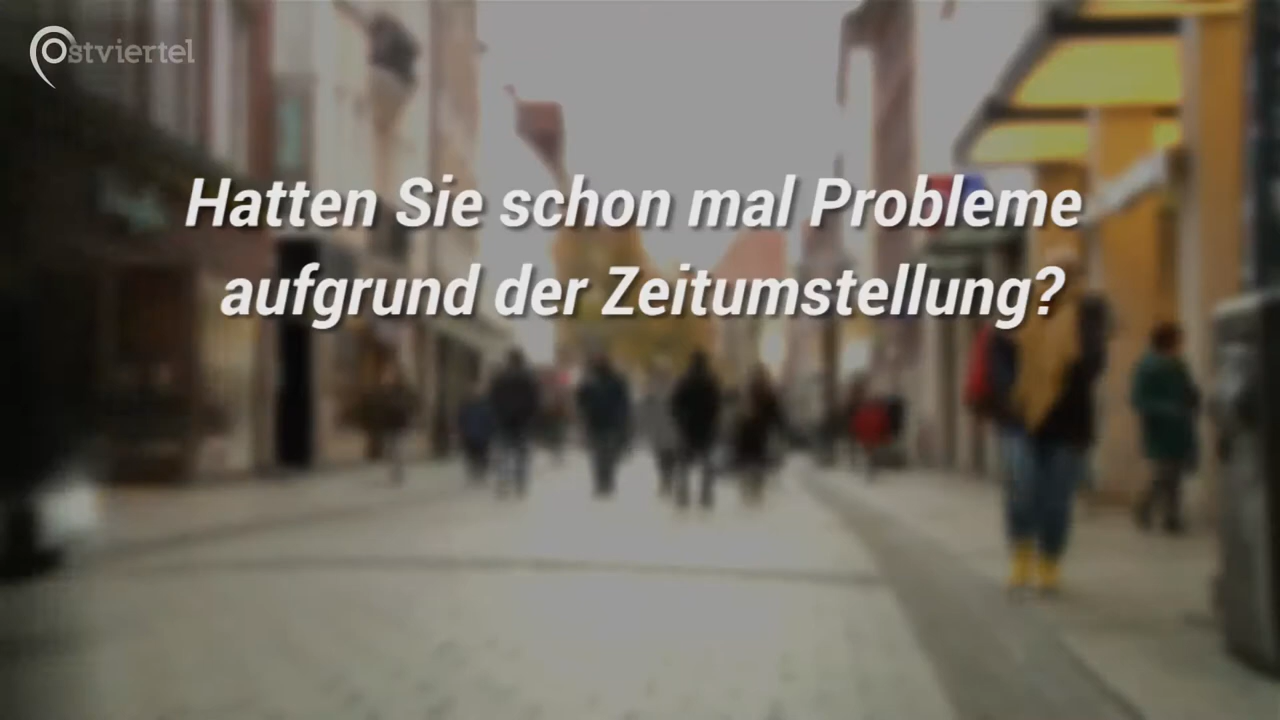 Ostviertel
Hatten Sie schon mal Probleme
aufgrund der Zeitumstellung?